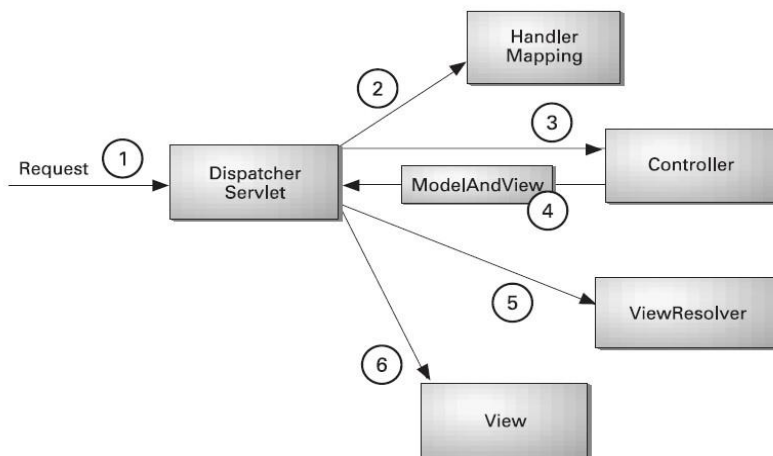 Handler
Mapping
2
3
1
Request
Dispatcher
Servlet
Controller
ModelAndView
4
5
ViewResolver
6
View